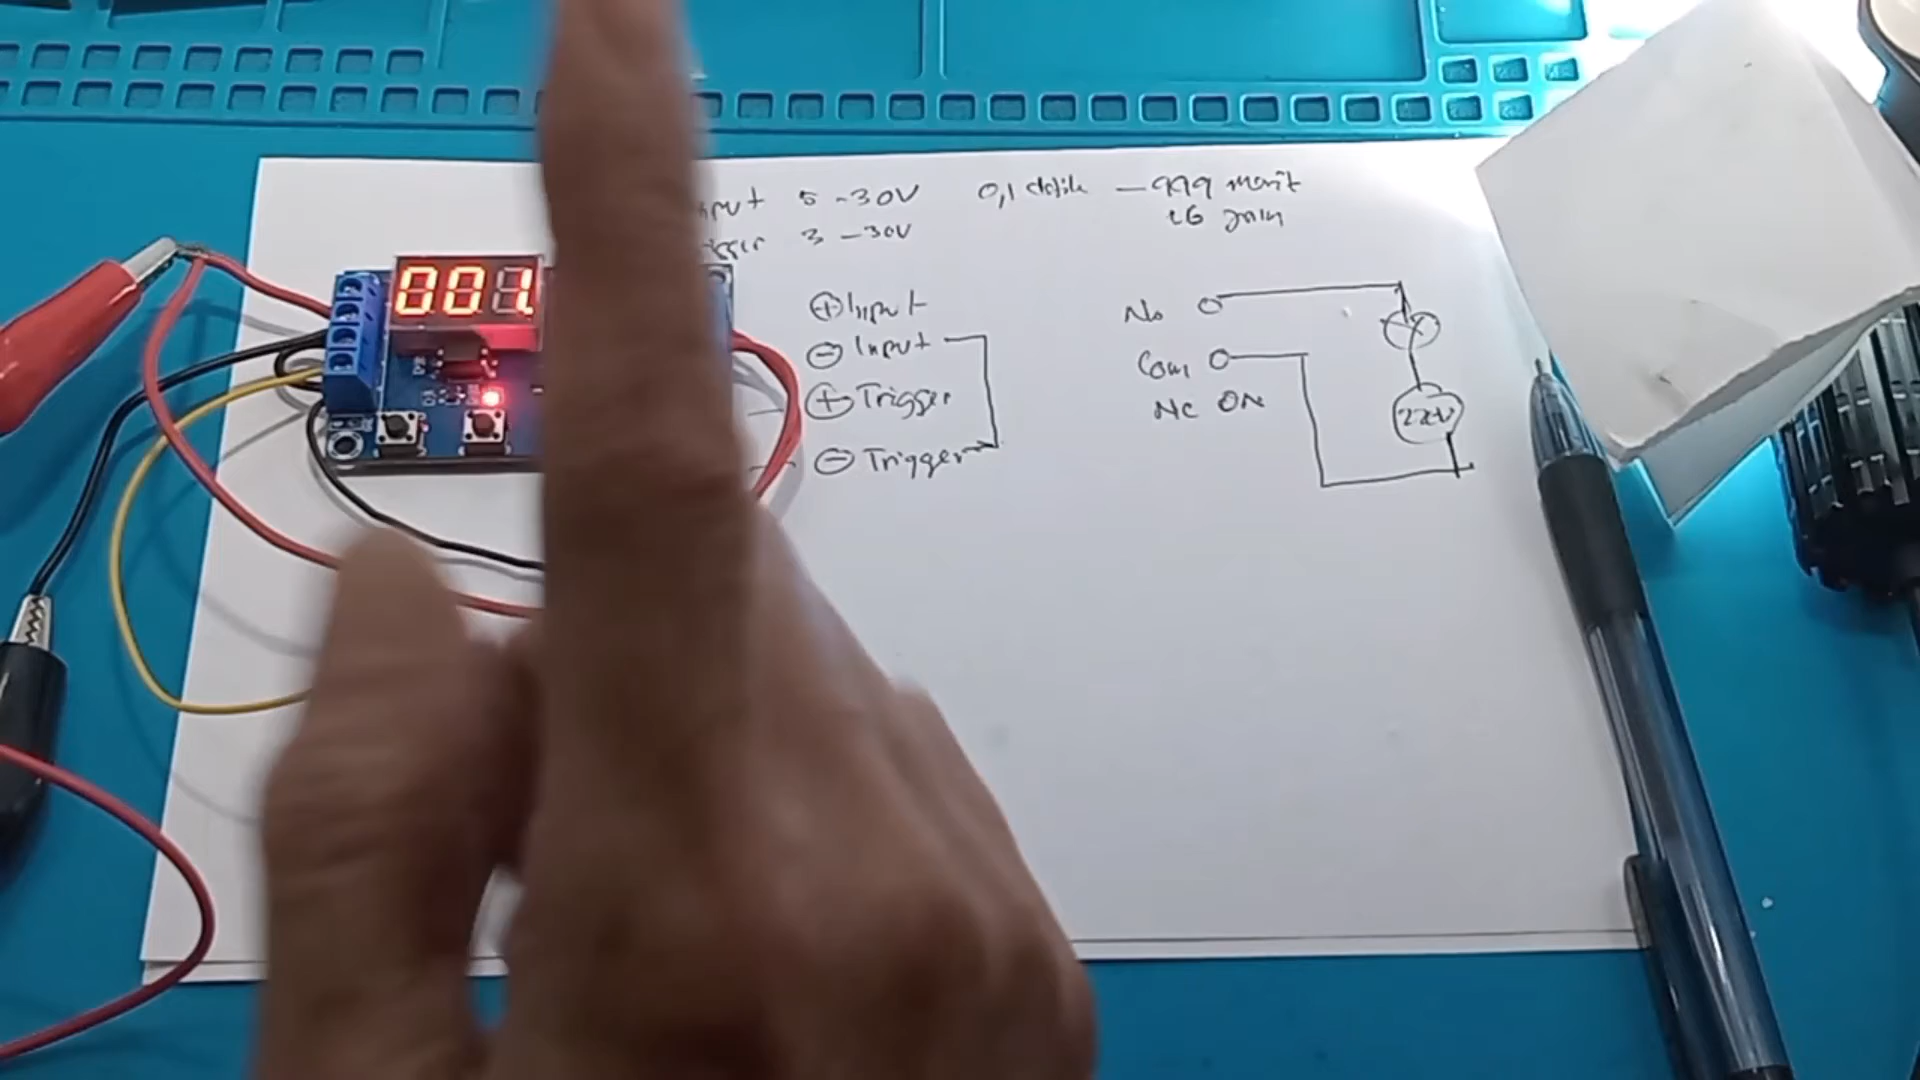 5 - 30V
3 - 30V
0,1 detik - 999 menit
16 jam
001
⊕ Input
⊖ Input
⊕ Trigger
⊖ Trigger
No
Com
NC
220V